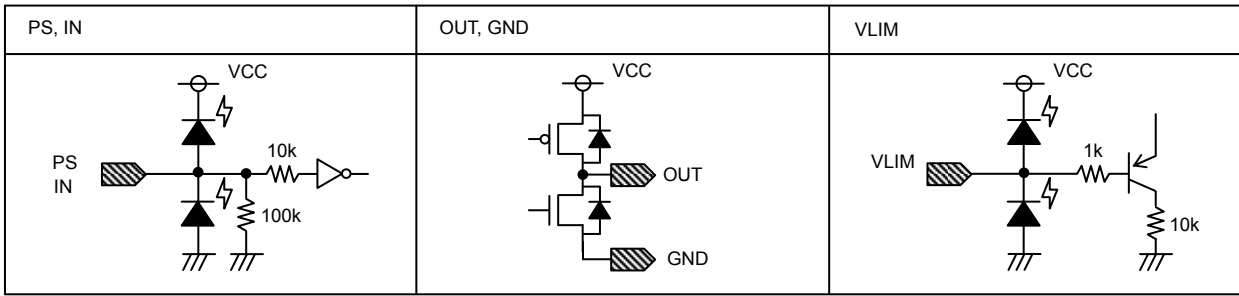 PS, IN
OUT, GND
VLIM
VCC
PS
IN
10k
100k
VCC
OUT
GND
VCC
VLIM
1k
10k